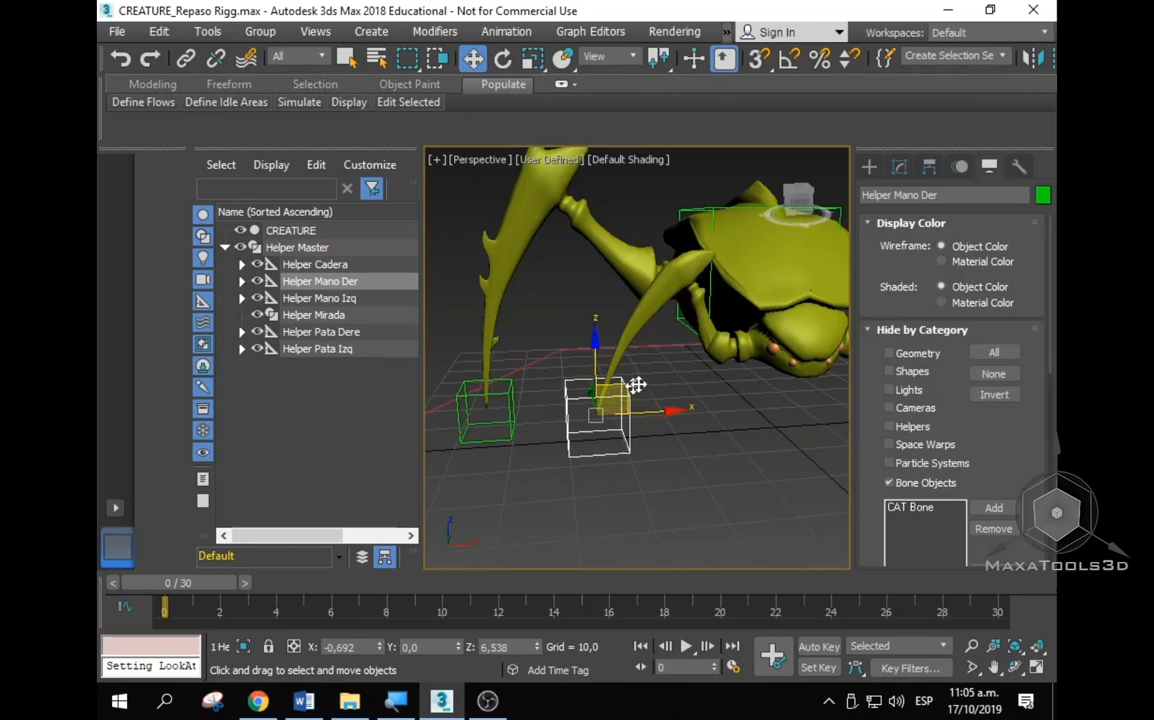 CREATURE_Repaso Rigg.max - Autodesk 3ds Max 2018 Educational - Not for Commercial Use
File Edit Tools Group Views Create Modifiers Animation Graph Editors Rendering » Sign In Workspaces: Default
All View Create Selection Se
Modeling Freeform Selection Object Paint Populate
Define Flows Define Idle Areas Simulate Display Edit Selected
Select Display Edit Customize
Name (Sorted Ascending)
CREATURE
Helper Master
Helper Cadera
Helper Mano Der
Helper Mano Izq
Helper Mirada
Helper Pata Dere
Helper Pata Izq
Default
[+] [Perspective] [User Defined] [Default Shading]
z
x
z
Helper Mano Der
Display Color
Wireframe: Object Color
Material Color
Shaded: Object Color
Material Color
Hide by Category
Geometry All
Shapes None
Lights Invert
Cameras
Helpers
Space Warps
Particle Systems
Bone Objects
CAT Bone Add
Remove
MAXATOOLS3D
< 0 / 30 >
0 2 4 6 8 10 12 14 16 18 20 22 24 26 28 30
1 He X: -0,692 Y: 0,0 Z: 6,538 Grid = 10,0 Auto Key Selected
Setting LookAt Click and drag to select and move objects Add Time Tag 0 Set Key Key Filters...
ESP 11:05 a.m.
17/10/2019